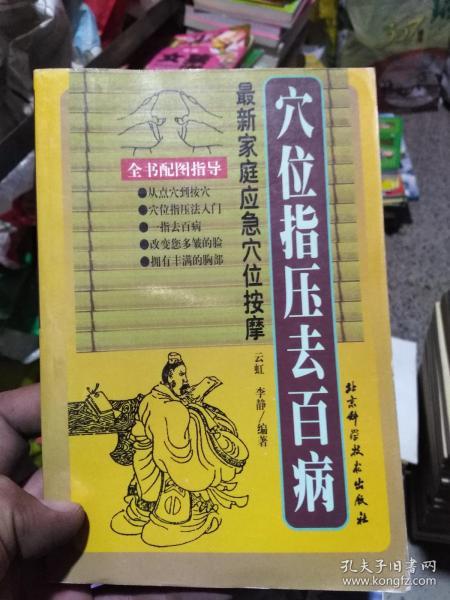 穴位指压去百病
最新家庭应急穴位按摩
全书配图指导
●从点穴到按穴
●穴位指压法入门
●一指去百病
●改变您多皱的脸
●拥有丰满的胸部
云虹 李静/编著
北京科学技术出版社
孔夫子旧书网
www.kongfz.com